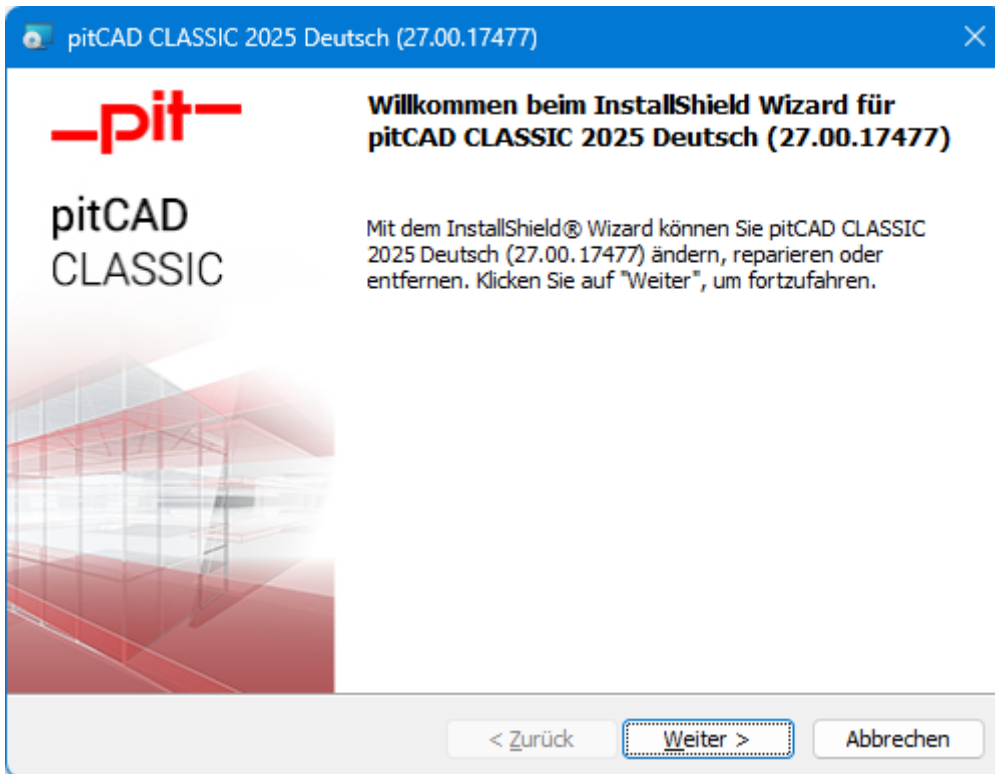 pitCAD CLASSIC 2025 Deutsch (27.00.17477)
pit
pitCAD
CLASSIC
Willkommen beim InstallShield Wizard für
pitCAD CLASSIC 2025 Deutsch (27.00.17477)
Mit dem InstallShield® Wizard können Sie pitCAD CLASSIC
2025 Deutsch (27.00.17477) ändern, reparieren oder
entfernen. Klicken Sie auf "Weiter", um fortzufahren.
< Zurück
Weiter >
Abbrechen